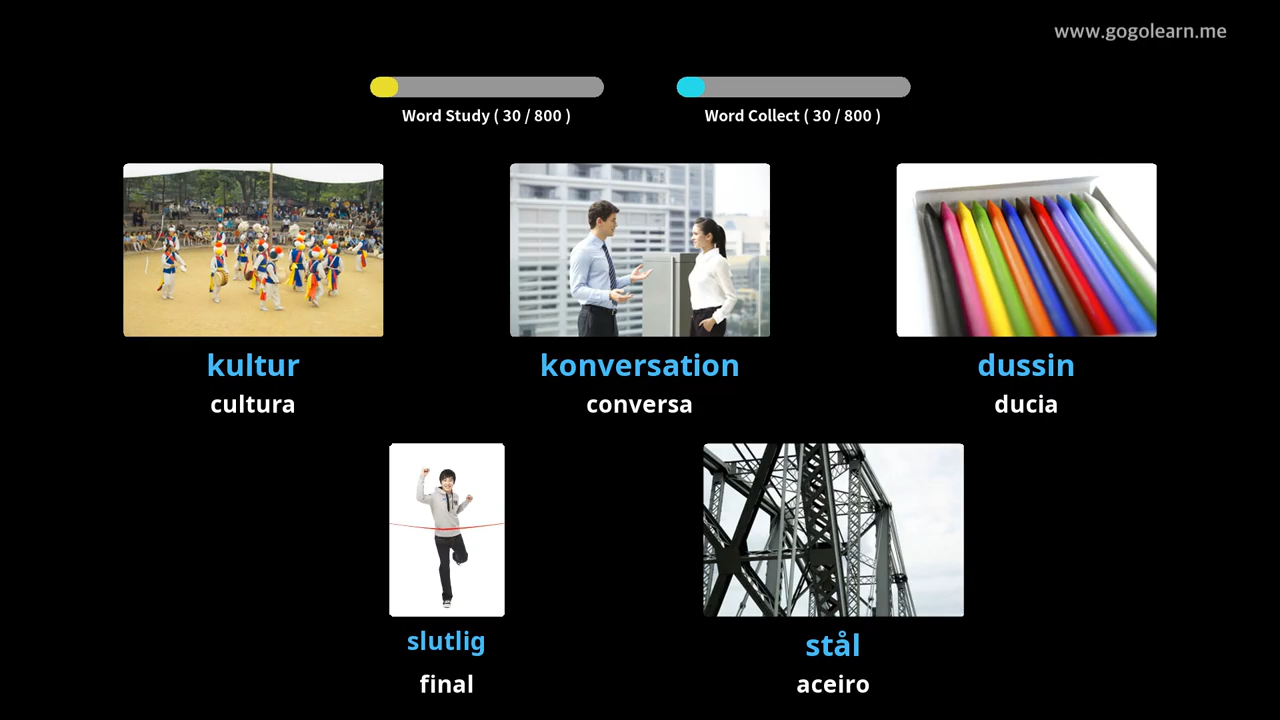 www.gogolearn.me
Word Study ( 30 / 800 )
Word Collect ( 30 / 800 )
kultur
cultura
konversation
conversa
dussin
ducia
slutlig
final
stål
aceiro